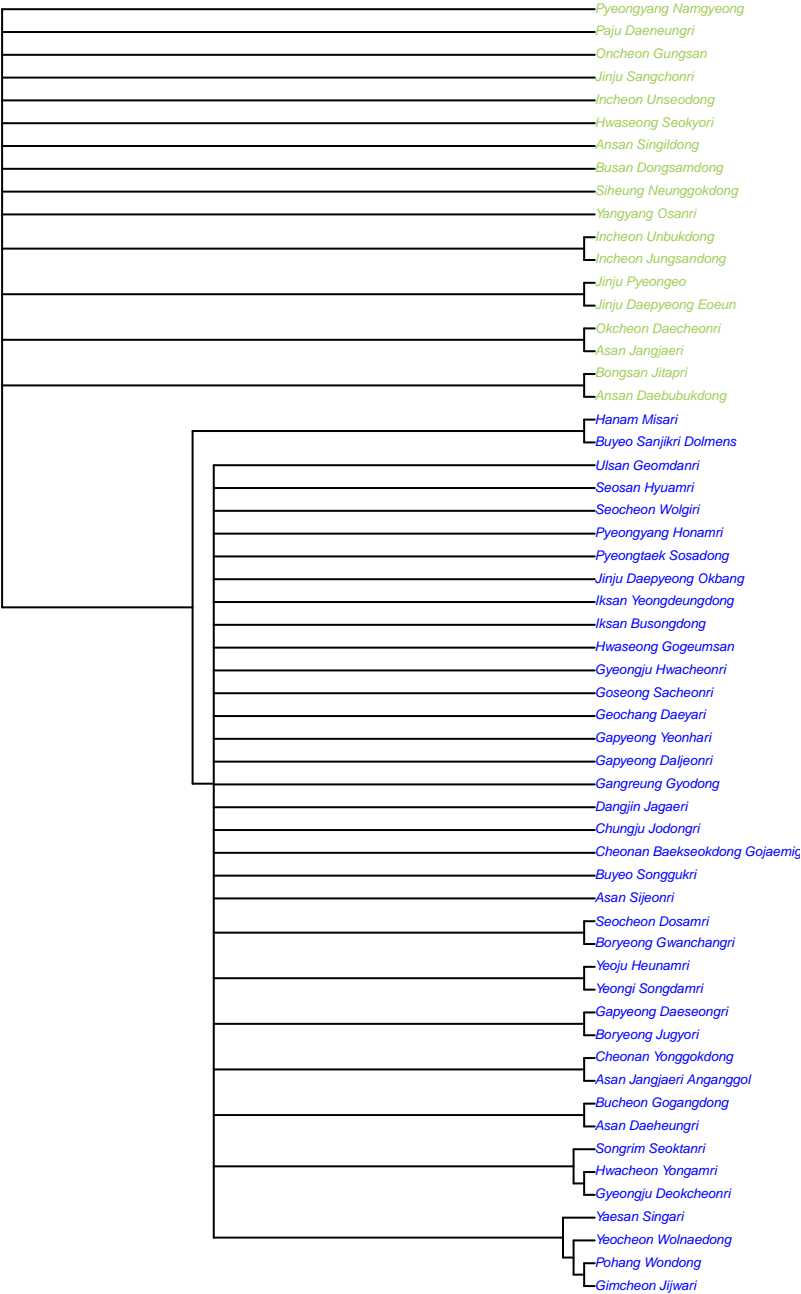 Pyeongyang Namgyeong
Paju Daeneungri
Oncheon Gungsan
Jinju Sangchonri
Incheon Unseodong
Hwaseong Seokyori
Ansan Singildong
Busan Dongsamdong
Siheung Neunggokdong
Yangyang Osanri
Incheon Unbukdong
Incheon Jungsandong
Jinju Pyeongeo
Jinju Daepyeong Eoeun
Okcheon Daecheonri
Asan Jangjaeri
Bongsan Jitapri
Ansan Daebubukdong
Hanam Misari
Buyeo Sanjikri Dolmens
Ulsan Geomdanri
Seosan Hyuamri
Seocheon Wolgiri
Pyeongyang Honamri
Pyeongtaek Sosadong
Jinju Daepyeong Okbang
Iksan Yeongdeungdong
Iksan Busongdong
Hwaseong Gogeumsan
Gyeongju Hwacheonri
Goseong Sacheonri
Geochang Daeyari
Gapyeong Yeonhari
Gapyeong Daljeonri
Gangreung Gyodong
Dangjin Jagaeri
Chungju Jodongri
Cheonan Baekseokdong Gojaemig
Buyeo Songgukri
Asan Sijeonri
Seocheon Dosamri
Boryeong Gwanchangri
Yeoju Heunamri
Yeongi Songdamri
Gapyeong Daeseongri
Boryeong Jugyori
Cheonan Yonggokdong
Asan Jangjaeri Anganggol
Bucheon Gogangdong
Asan Daeheungri
Songrim Seoktanri
Hwacheon Yongamri
Gyeongju Deokcheonri
Yaesan Singari
Yeocheon Wolnaedong
Pohang Wondong
Gimcheon Jijwari